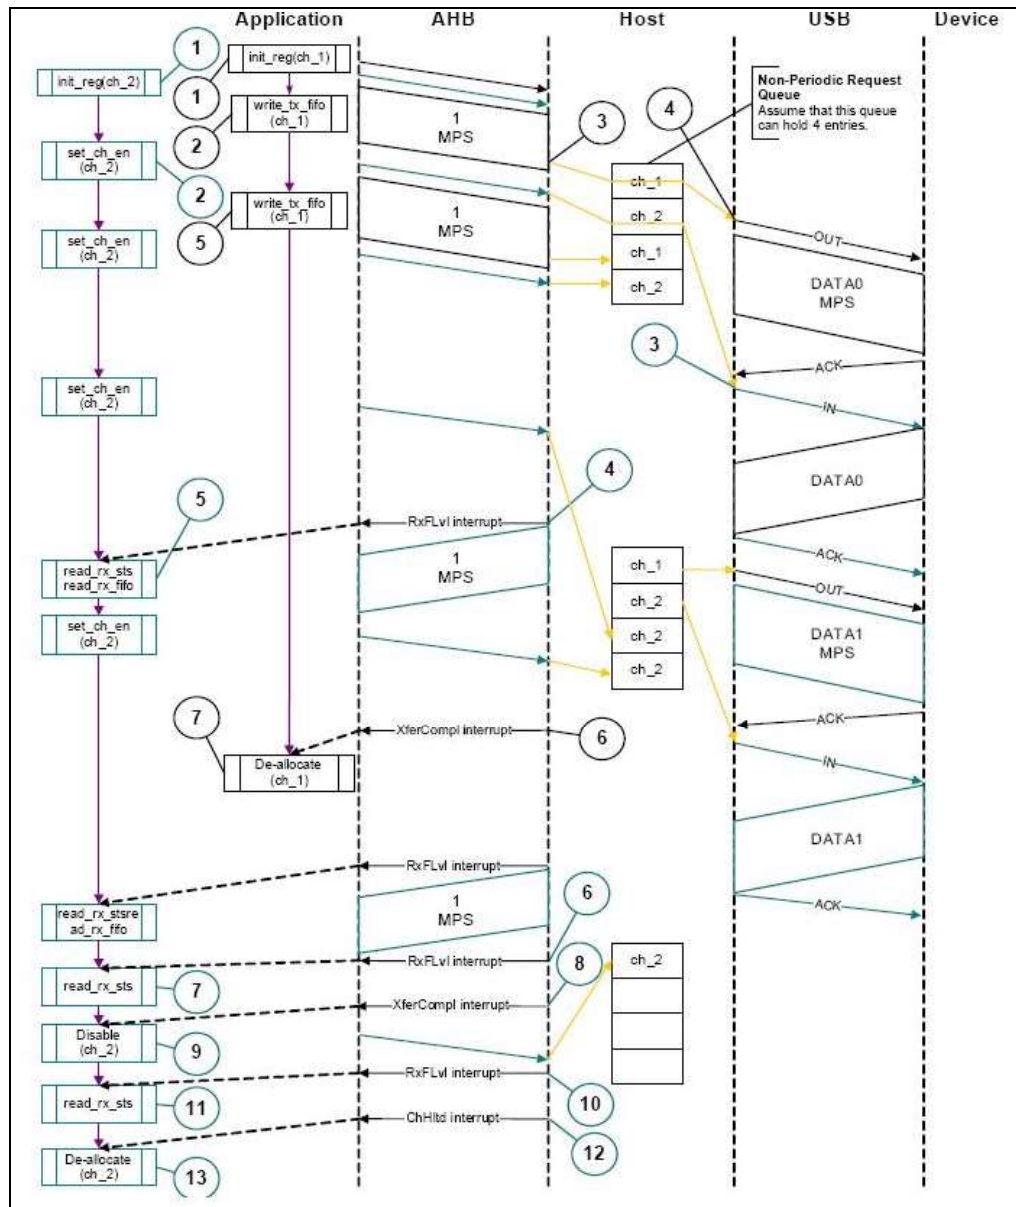 Application AHB Host USB Device
1
init_reg(ch_1)
init_reg(ch_2)
1
Non-Periodic Request
Queue
Assume that this queue
can hold 4 entries.
write_tx_fifo
(ch_1)
1
MPS
3
4
2
set_ch_en
(ch_2)
ch_1
2
write_tx_fifo
(ch_1)
1
MPS
ch_2
5
set_ch_en
(ch_2)
OUT
ch_1
ch_2
DATA0
MPS
3
ACK
set_ch_en
(ch_2)
IN
4
DATA0
5
RxFLvl interrupt
ACK
read_rx_sts
read_rx_fifo
1
MPS
ch_1
OUT
ch_2
set_ch_en
(ch_2)
ch_2
DATA1
MPS
ch_2
7
XferCompl interrupt
6
ACK
De-allocate
(ch_1)
IN
DATA1
RxFLvl interrupt
6
read_rx_stsre
ad_rx_fifo
1
MPS
ACK
RxFLvl interrupt
8
ch_2
read_rx_sts
7
XferCompl interrupt
Disable
(ch_2)
9
RxFLvl interrupt
10
read_rx_sts
11
ChHltd interrupt
12
De-allocate
(ch_2)
13